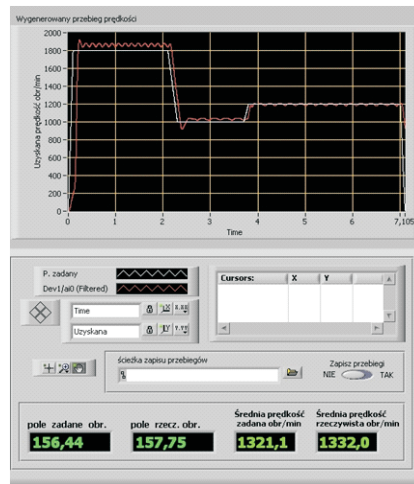 Wygenerowany przebieg prędkości
Uzyskana prędkość obr/min
2000
1800
1600
1400
1200
1000
800
600
400
200
0
0 1 2 3 4 5 6 7,105
Time
P. zadany
Dev1/ai0 (Filtered)
Time
Uzyskana
Cursors: X Y
ścieżka zapisu przebiegów
Zapisz przebiegi
NIE TAK
pole zadane obr.
156,44
pole rzecz. obr.
157,75
Średnia prędkość
zadana obr/min
1321,1
Średnia prędkość
rzeczywista obr/min
1332,0